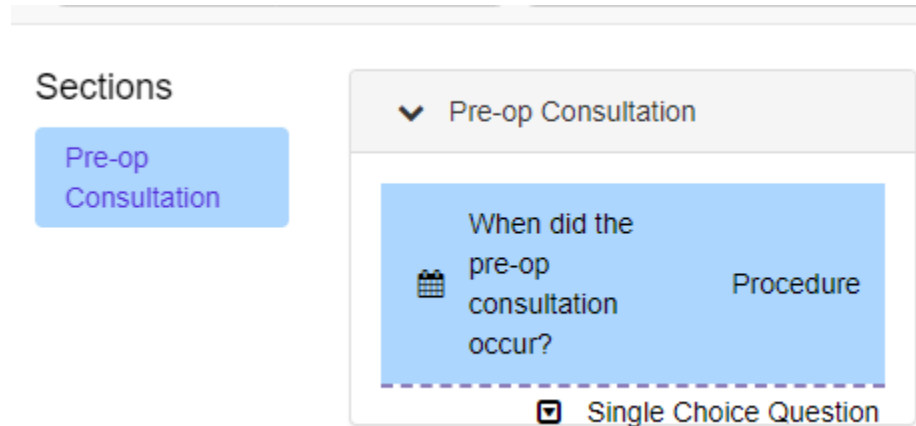 Sections
Pre-op
Consultation
Pre-op Consultation
When did the
pre-op
consultation
occur?
Procedure
Single Choice Question